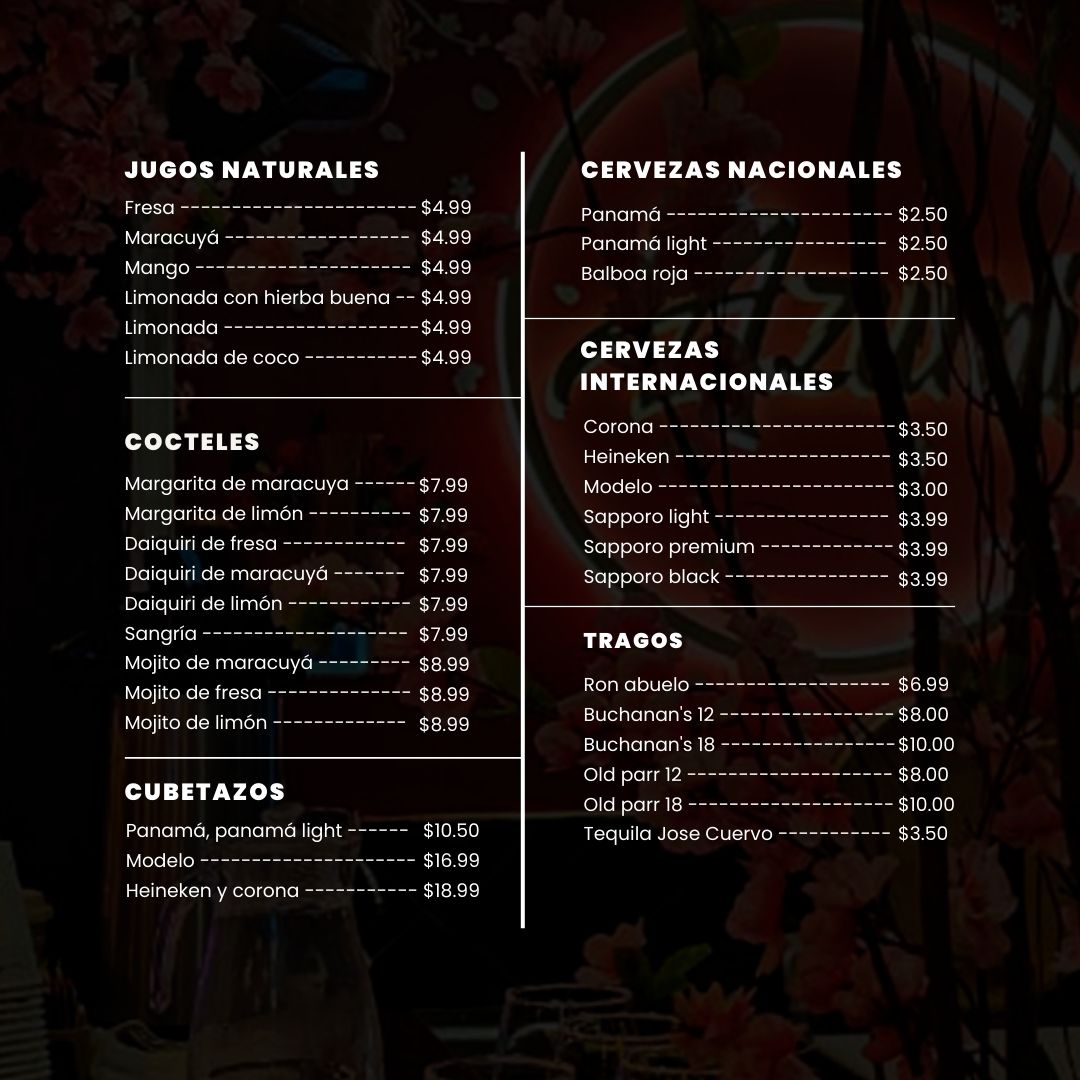 JUGOS NATURALES
Fresa ----------------------- $4.99
Maracuyá ------------------ $4.99
Mango --------------------- $4.99
Limonada con hierba buena -- $4.99
Limonada -------------------$4.99
Limonada de coco -----------$4.99
COCTELES
Margarita de maracuya ------$7.99
Margarita de limón ---------- $7.99
Daiquiri de fresa ------------ $7.99
Daiquiri de maracuyá ------- $7.99
Daiquiri de limón ------------ $7.99
Sangría -------------------- $7.99
Mojito de maracuyá --------- $8.99
Mojito de fresa -------------- $8.99
Mojito de limón ------------- $8.99
CUBETAZOS
Panamá, panamá light ------ $10.50
Modelo --------------------- $16.99
Heineken y corona ----------- $18.99
CERVEZAS NACIONALES
Panamá ---------------------- $2.50
Panamá light ----------------- $2.50
Balboa roja ------------------- $2.50
CERVEZAS
INTERNACIONALES
Corona -----------------------$3.50
Heineken --------------------- $3.50
Modelo -----------------------$3.00
Sapporo light ----------------- $3.99
Sapporo premium -------------$3.99
Sapporo black ---------------- $3.99
TRAGOS
Ron abuelo ------------------- $6.99
Buchanan's 12 -----------------$8.00
Buchanan's 18 -----------------$10.00
Old parr 12 -------------------- $8.00
Old parr 18 -------------------- $10.00
Tequila Jose Cuervo ----------- $3.50